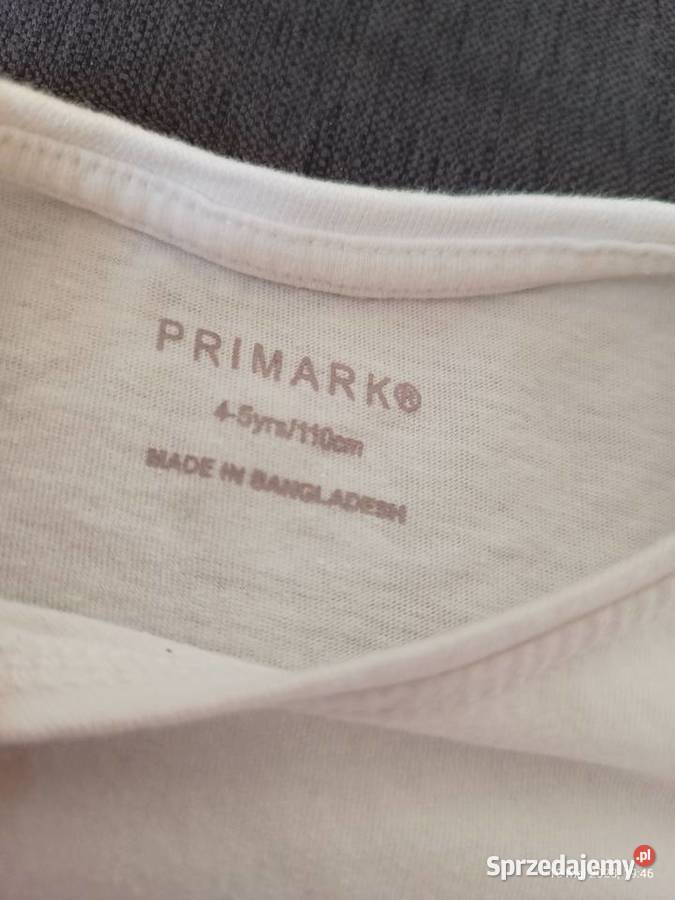 PRIMARK®
4-5yrs/110cm
MADE IN BANGLADESH
Sprzedajemy.pl